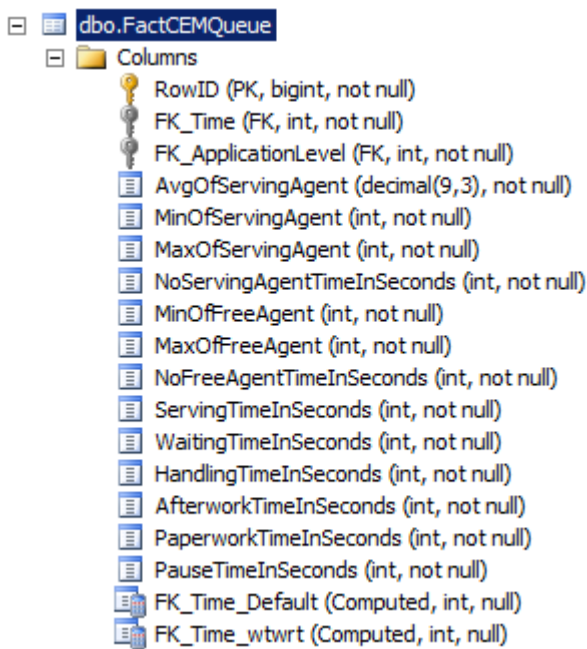 dbo.FactCEMQueue
Columns
RowID (PK, bigint, not null)
FK_Time (FK, int, not null)
FK_ApplicationLevel (FK, int, not null)
AvgOfServingAgent (decimal(9,3), not null)
MinOfServingAgent (int, not null)
MaxOfServingAgent (int, not null)
NoServingAgentTimeInSeconds (int, not null)
MinOfFreeAgent (int, not null)
MaxOfFreeAgent (int, not null)
NoFreeAgentTimeInSeconds (int, not null)
ServingTimeInSeconds (int, not null)
WaitingTimeInSeconds (int, not null)
HandlingTimeInSeconds (int, not null)
AfterworkTimeInSeconds (int, not null)
PaperworkTimeInSeconds (int, not null)
PauseTimeInSeconds (int, not null)
FK_Time_Default (Computed, int, null)
FK_Time_wtwrt (Computed, int, null)